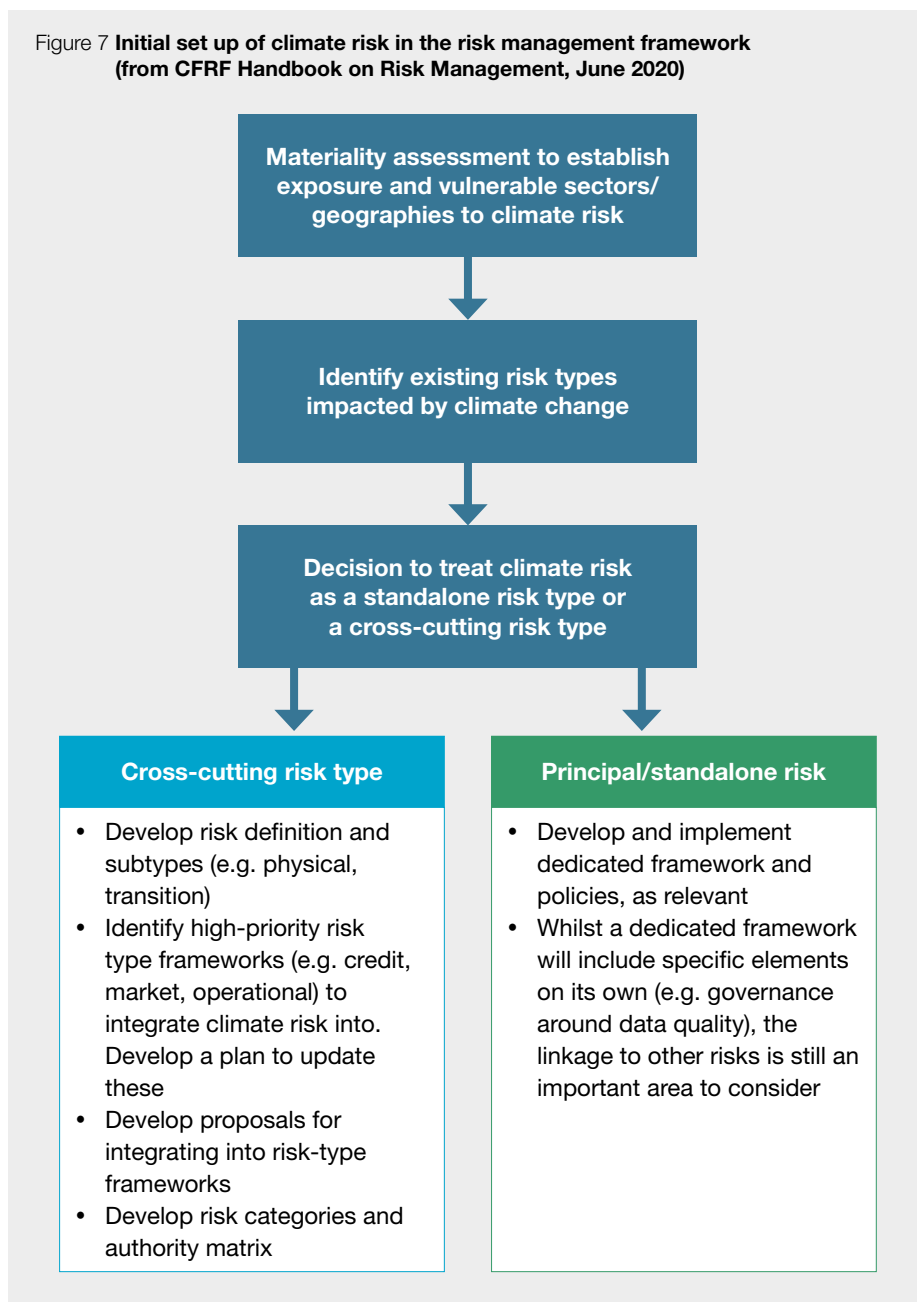 Figure 7 Initial set up of climate risk in the risk management framework
(from CFRF Handbook on Risk Management, June 2020)
Materiality assessment to establish
exposure and vulnerable sectors/
geographies to climate risk
Identify existing risk types
impacted by climate change
Decision to treat climate risk
as a standalone risk type or
a cross-cutting risk type
Cross-cutting risk type
• Develop risk definition and
subtypes (e.g. physical,
transition)
• Identify high-priority risk
type frameworks (e.g. credit,
market, operational) to
integrate climate risk into.
Develop a plan to update
these
• Develop proposals for
integrating into risk-type
frameworks
• Develop risk categories and
authority matrix
Principal/standalone risk
• Develop and implement
dedicated framework and
policies, as relevant
• Whilst a dedicated framework
will include specific elements
on its own (e.g. governance
around data quality), the
linkage to other risks is still an
important area to consider